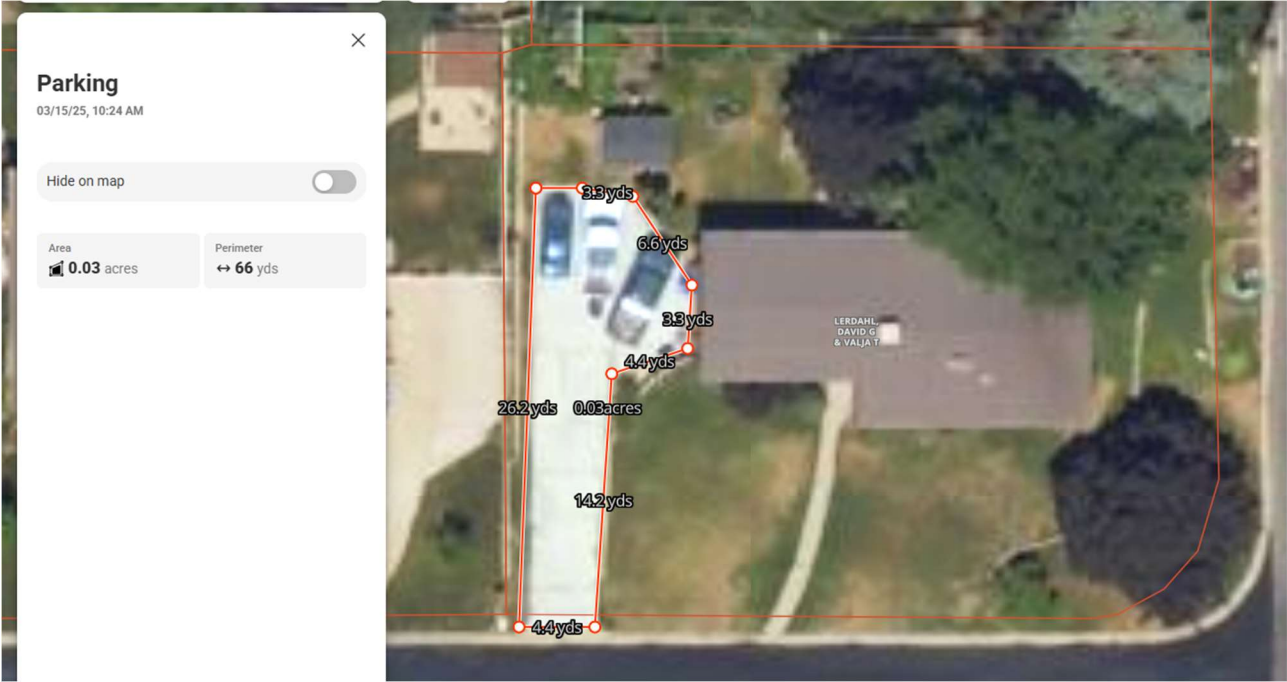 Parking
03/15/25, 10:24 AM
Hide on map
Area
0.03 acres
Perimeter
66 yds
3.3 yds
6.6 yds
3.3 yds
4.4 yds
26.2 yds
0.03acres
14.2 yds
4.4 yds
LERDAHL,
DAVID G
& VALJA T